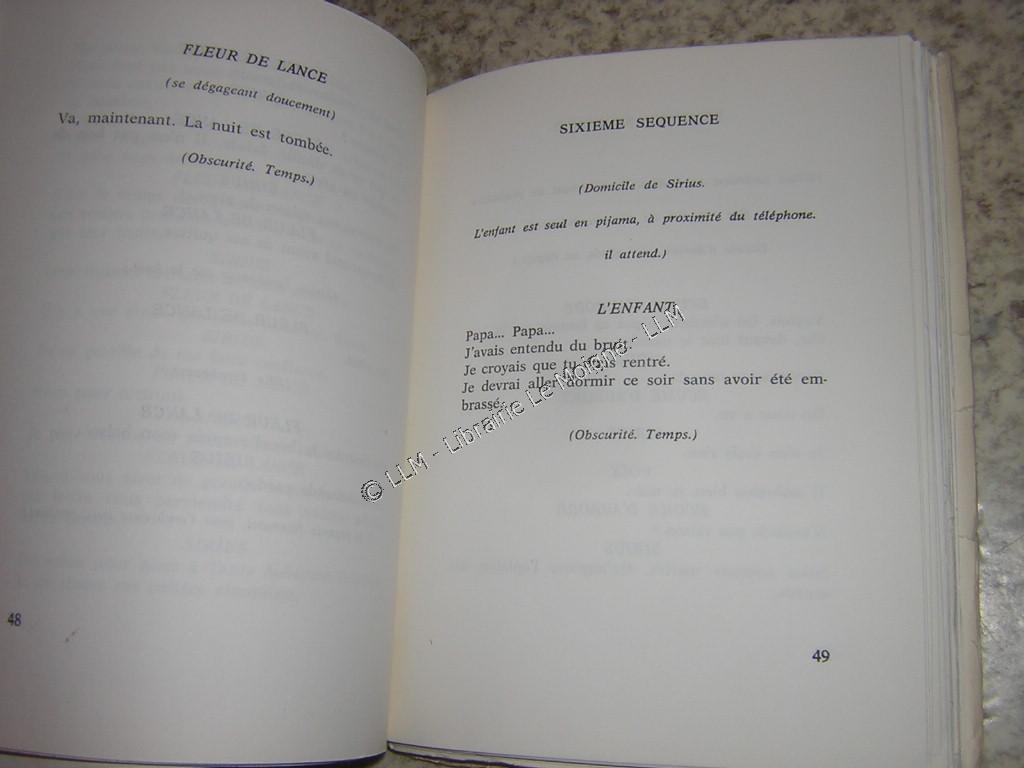 FLEUR DE LANCE
(se dégageant doucement)
Va, maintenant. La nuit est tombée.
(Obscurité. Temps.)
48
SIXIEME SEQUENCE
(Domicile de Sirius.
L'enfant est seul en pijama, à proximité du téléphone.
il attend.)
L'ENFANT
Papa... Papa...
J'avais entendu du bruit.
Je croyais que tu étais rentré.
Je devrai aller dormir ce soir sans avoir été em-
brassé.
(Obscurité. Temps.)
49
© LLM - Librairie Le Moigne - LLM